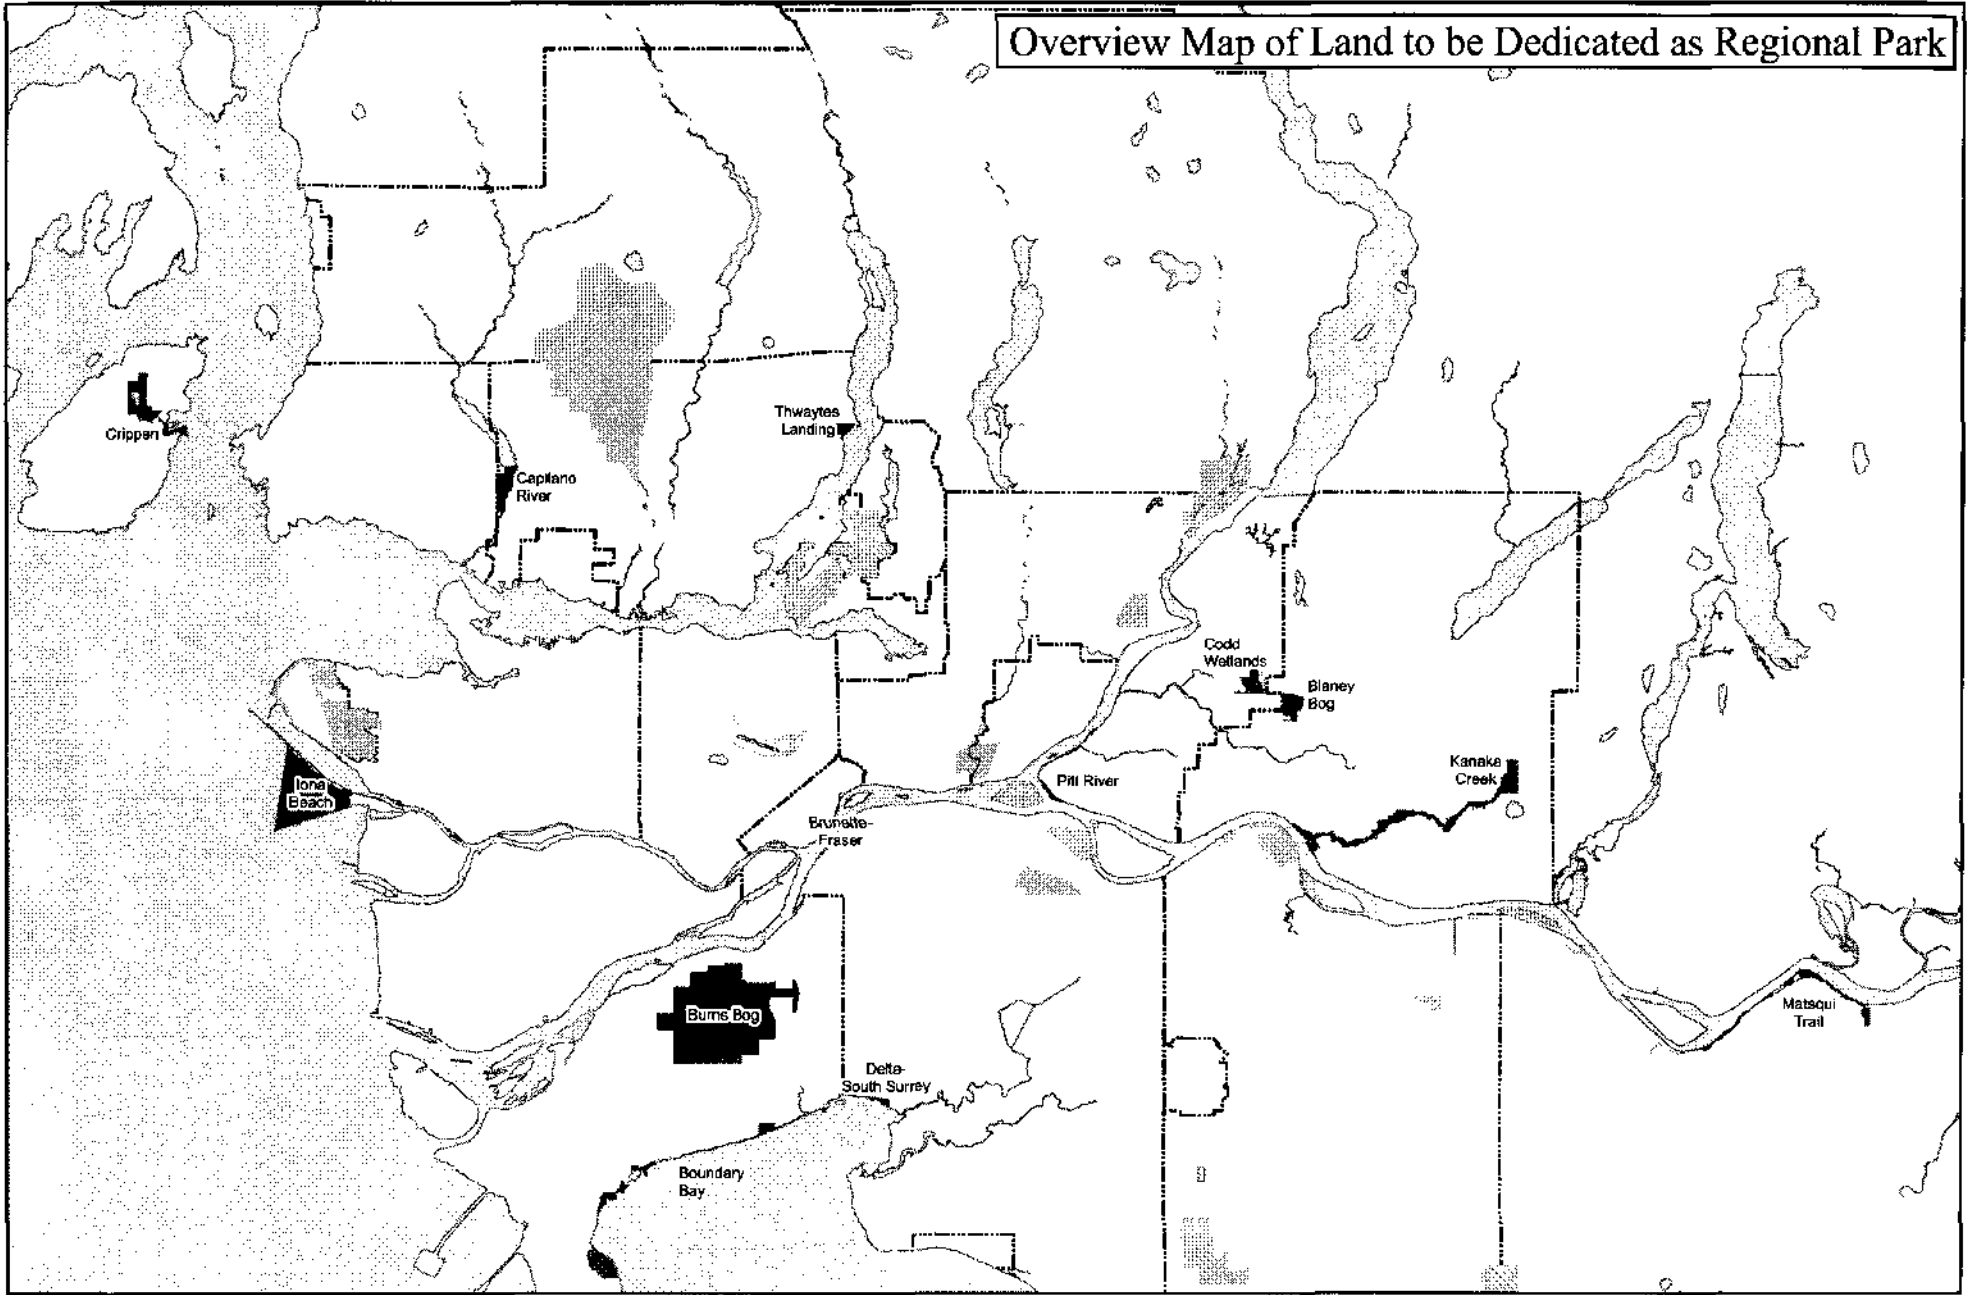 Overview Map of Land to be Dedicated as Regional Park
Crippen
Thwaytes
Landing
Capilano
River
Codd
Wetlands
Blaney
Bog
Iona
Beach
Pitt River
Kanaka
Creek
Brunette-
Fraser
Burns Bog
Matsqui
Trail
Delta-
South Surrey
Boundary
Bay